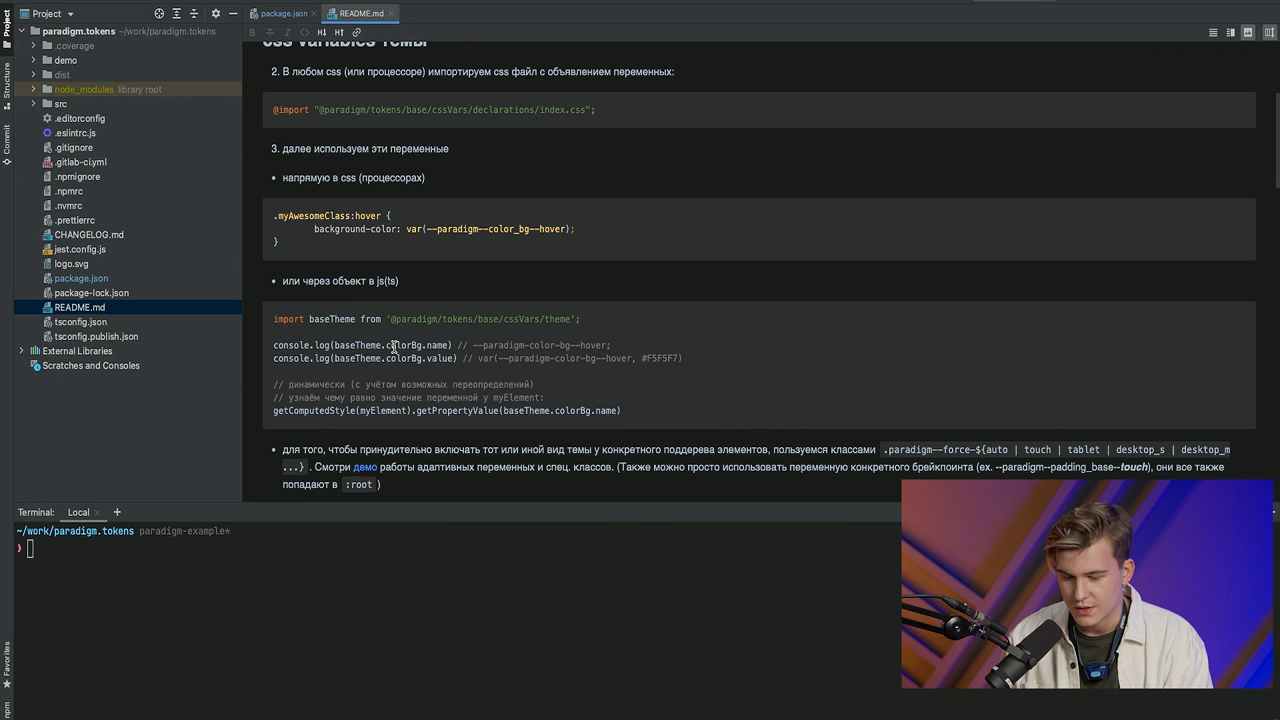 Project
package.json
README.md
paradigm.tokens ~/work/paradigm.tokens
.coverage
demo
dist
node_modules library root
src
.editorconfig
.eslintrc.js
.gitignore
.gitlab-ci.yml
.npmignore
.npmrc
.nvmrc
.prettierrc
CHANGELOG.md
jest.config.js
logo.svg
package.json
package-lock.json
README.md
tsconfig.json
tsconfig.publish.json
External Libraries
Scratches and Consoles
Project
Structure
Commit
Favorites
npm
css variables темы
2. В любом css (или процессоре) импортируем css файл с объявлением переменных:
@import "@paradigm/tokens/base/cssVars/declarations/index.css";
3. далее используем эти переменные
• напрямую в css (процессорах)
.myAwesomeClass:hover {
background-color: var(--paradigm--color_bg--hover);
}
• или через объект в js(ts)
import baseTheme from '@paradigm/tokens/base/cssVars/theme';
console.log(baseTheme.colorBg.name) // --paradigm-color-bg--hover;
console.log(baseTheme.colorBg.value) // var(--paradigm-color-bg--hover, #F5F5F7)
// динамически (с учётом возможных переопределений)
// узнаём чему равно значение переменной у myElement:
getComputedStyle(myElement).getPropertyValue(baseTheme.colorBg.name)
• для того, чтобы принудительно включать тот или иной вид темы у конкретного поддерева элементов, пользуемся классами .paradigm--force-${auto | touch | tablet | desktop_s | desktop_m
...} . Смотри демо работы адаптивных переменных и спец. классов. (Также можно просто использовать переменную конкретного брейкпоинта (ex. --paradigm--padding_base--touch), они все также
попадают в :root )
Terminal: Local × +
~/work/paradigm.tokens paradigm-example*
❯